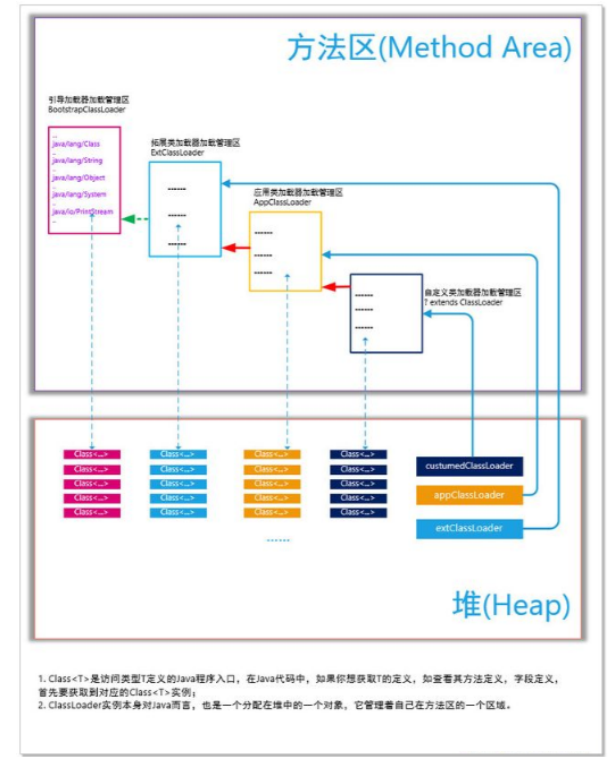 方法区(Method Area)
引导加载器加载管理区
BootstrapClassLoader
...
java/lang/Class
java/lang/String
java/lang/Object
java/lang/System
java/io/PrintStream
...
拓展类加载器加载管理区
ExtClassLoader
......
......
......
应用类加载器加载管理区
AppClassLoader
......
......
......
自定义类加载器加载管理区
T extends ClassLoader
......
......
......
Class<...> Class<...> Class<...> Class<...>
Class<...> Class<...> Class<...> Class<...>
Class<...> Class<...> Class<...> Class<...>
Class<...> Class<...> Class<...> Class<...>
Class<...> Class<...> Class<...> Class<...>
......
custumedClassLoader
appClassLoader
extClassLoader
堆(Heap)
1. Class<T>是访问类型T定义的Java程序入口，在Java代码中，如果你想获取T的定义，如查看其方法定义，字段定义，
首先要获取到对应的Class<T>实例；
2. ClassLoader实例本身对Java而言，也是一个分配在堆中的一个对象，它管理着自己在方法区的一个区域。